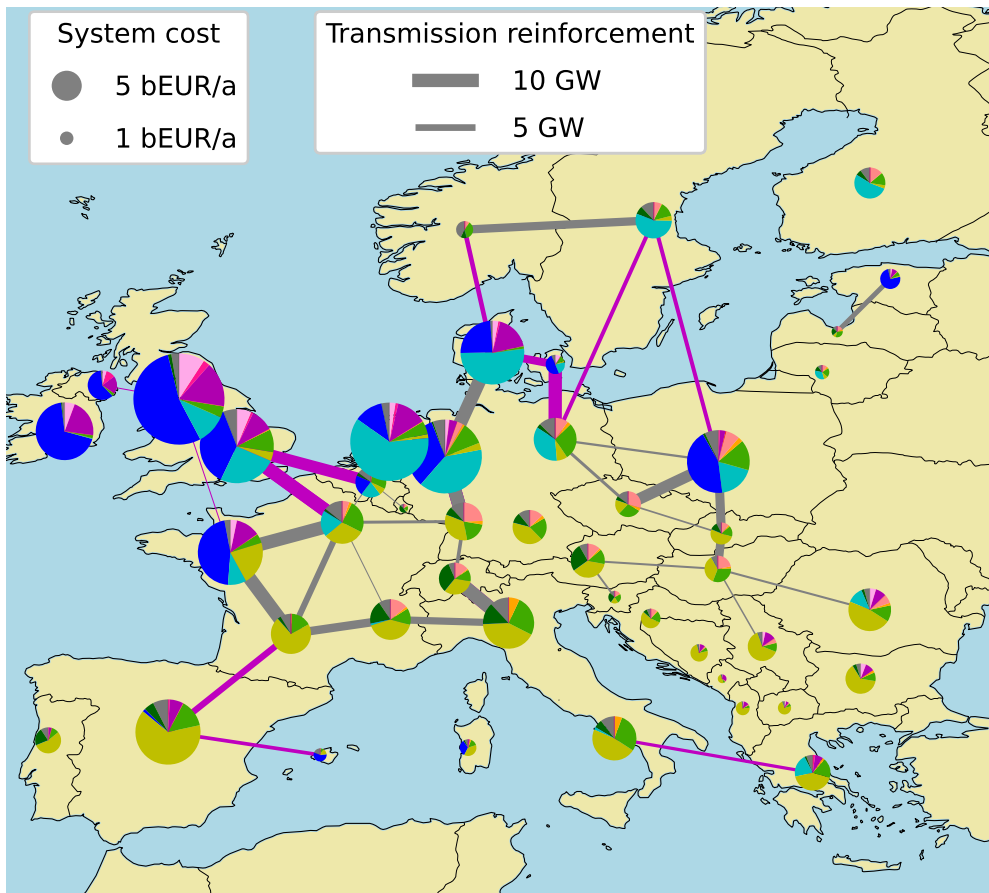 System cost
5 bEUR/a
1 bEUR/a
Transmission reinforcement
10 GW
5 GW